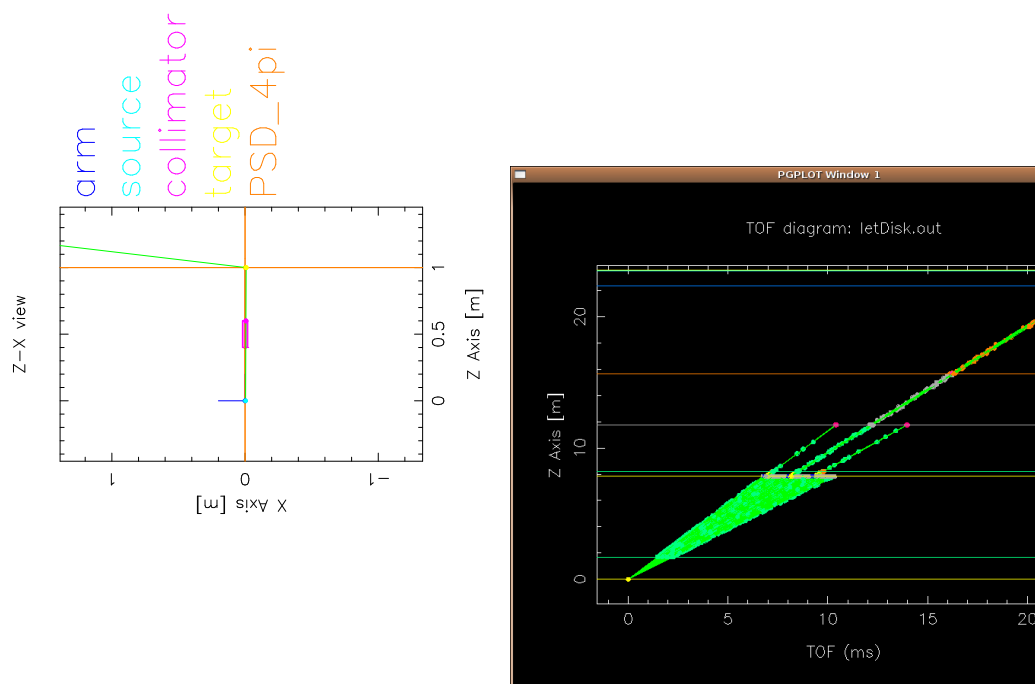 arm
source
collimator
target
PSD_4pi
Z-X view
1
0.5
0
Z Axis [m]
1
0
-1
X Axis [m]
PGPLOT Window 1
TOF diagram: letDisk.out
20
10
0
Z Axis [m]
0
5
10
15
20
TOF (ms)